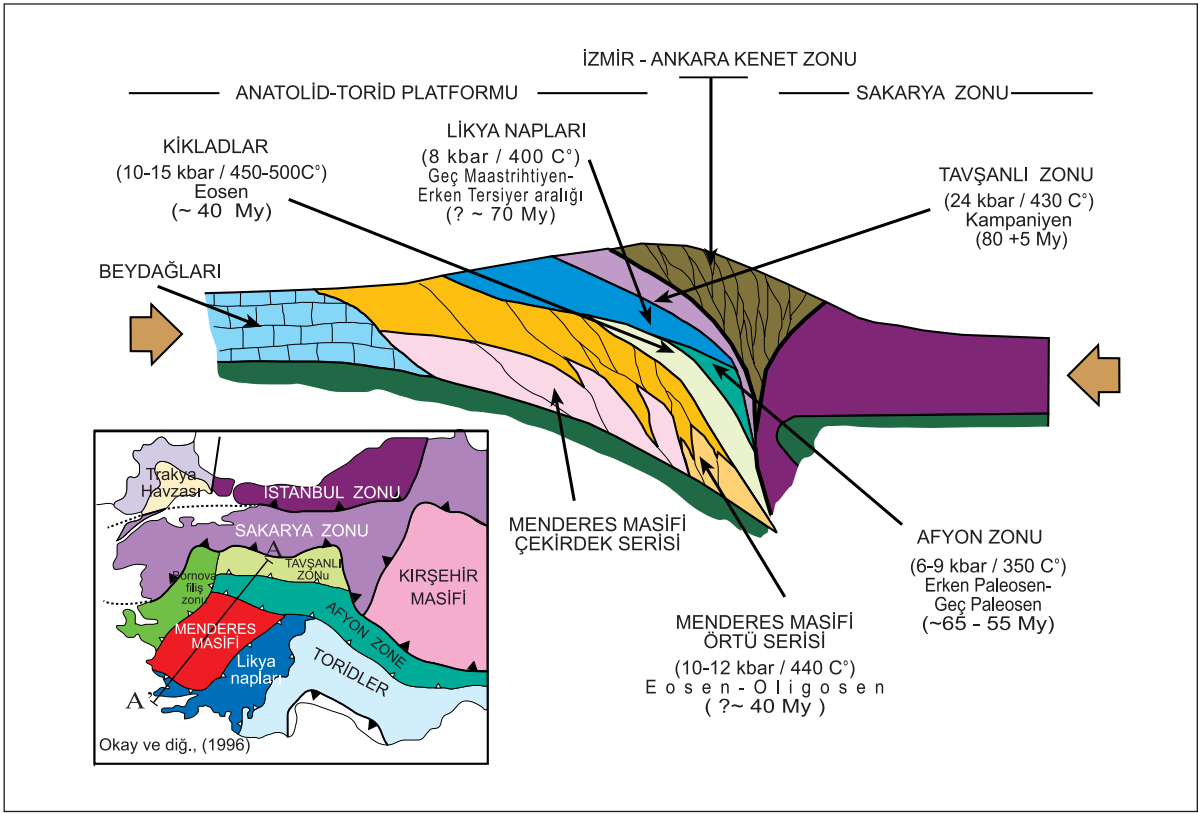 İZMİR - ANKARA KENET ZONU
ANATOLİD-TORİD PLATFORMU
SAKARYA ZONU
KİKLADLAR
(10-15 kbar / 450-500C°)
Eosen
(~ 40 My)
LİKYA NAPLARI
(8 kbar / 400 C°)
Geç Maastrihtiyen-
Erken Tersiyer aralığı
(? ~ 70 My)
TAVŞANLI ZONU
(24 kbar / 430 C°)
Kampaniyen
(80 +5 My)
BEYDAĞLARI
MENDERES MASİFİ
ÇEKİRDEK SERİSİ
AFYON ZONU
(6-9 kbar / 350 C°)
Erken Paleosen-
Geç Paleosen
(~65 - 55 My)
MENDERES MASİFİ
ÖRTÜ SERİSİ
(10-12 kbar / 440 C°)
Eosen-Oligosen
( ?~ 40 My )
Trakya
Havzası
İSTANBUL ZONU
SAKARYA ZONU
A
TAVŞANLI
ZONu
Bornova
filiş
zonu
KIRŞEHİR
MASİFİ
MENDERES
MASİFİ
AFYON ZONE
Likya
napları
TORİDLER
A'
Okay ve diğ., (1996)